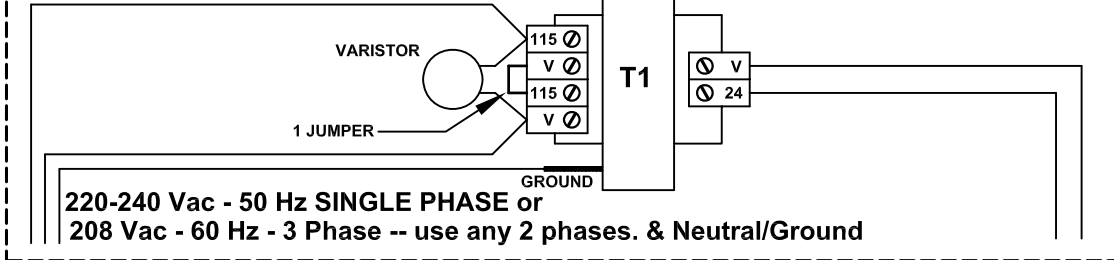 VARISTOR
115
V
115
V
T1
V
24
1 JUMPER
GROUND
220-240 Vac - 50 Hz SINGLE PHASE or
208 Vac - 60 Hz - 3 Phase -- use any 2 phases. & Neutral/Ground